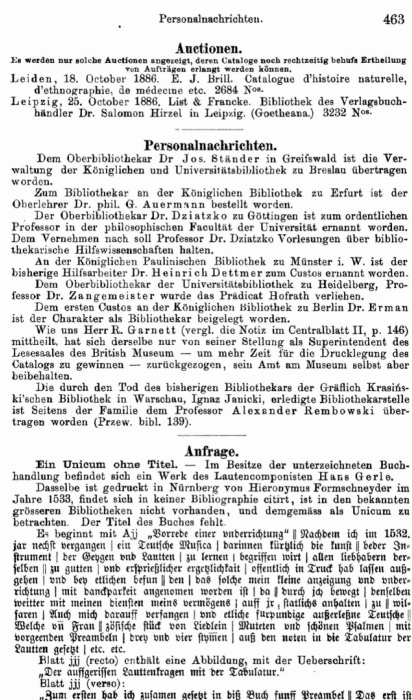 Personalnachrichten. 463
Auctionen.
Es werden nur solche Auctionen angezeigt, deren Cataloge noch rechtzeitig behufs Ertheilung
von Aufträgen erlangt werden können.
Leiden, 18. October 1886. E. J. Brill. Catalogue d'histoire naturelle,
d'ethnographie, de médecine etc. 2684 Nos.
Leipzig, 25. October 1886. List & Francke. Bibliothek des Verlagsbuch-
händler Dr. Salomon Hirzel in Leipzig. (Goetheana.) 3232 Nos.
Personalnachrichten.
Dem Oberbibliothekar Dr Jos. Ständer in Greifswald ist die Ver-
waltung der Königlichen und Universitätsbibliothek zu Breslau übertragen
worden.
Zum Bibliothekar an der Königlichen Bibliothek zu Erfurt ist der
Oberlehrer Dr. phil. G. Auermann bestellt worden.
Der Oberbibliothekar Dr. Dziatzko zu Göttingen ist zum ordentlichen
Professor in der philosophischen Facultät der Universität ernannt worden.
Dem Vernehmen nach soll Professor Dr. Dziatzko Vorlesungen über biblio-
thekarische Hilfswissenschaften halten.
An der Königlichen Paulinischen Bibliothek zu Münster i. W. ist der
bisherige Hilfsarbeiter Dr. Heinrich Dettmer zum Custos ernannt worden.
Dem Oberbibliothekar der Universitätsbibliothek zu Heidelberg, Pro-
fessor Dr. Zangemeister wurde das Prädicat Hofrath verliehen.
Dem ersten Custos an der Königlichen Bibliothek zu Berlin Dr. Erman
ist der Charakter als Bibliothekar beigelegt worden.
Wie uns Herr R. Garnett (vergl. die Notiz im Centralblatt II, p. 146)
mittheilt, hat sich derselbe nur von seiner Stellung als Superintendent des
Lesesaales des British Museum — um mehr Zeit für die Drucklegung des
Catalogs zu gewinnen — zurückgezogen, sein Amt am Museum selbst aber
beibehalten.
Die durch den Tod des bisherigen Bibliothekars der Gräflich Krasińs-
ki'schen Bibliothek in Warschau, Ignaz Janicki, erledigte Bibliothekarstelle
ist Seitens der Familie dem Professor Alexander Rembowski über-
tragen worden (Przew. bibl. 139).
Anfrage.
Ein Unicum ohne Titel. — Im Besitze der unterzeichneten Buch-
handlung befindet sich ein Werk des Lautencomponisten Hans Gerle.
Dasselbe ist gedruckt in Nürnberg von Hieronymus Formschneyder im
Jahre 1533, findet sich in keiner Bibliographie citirt, ist in den bekannten
grösseren Bibliotheken nicht vorhanden, und demgemäss als Unicum zu
betrachten. Der Titel des Buches fehlt.
Es beginnt mit Ajj „Vorrede einer vnderrichtung“ || Nachdem ich im 1532.
jar nechst vergangen | ein Teutsche Musica | darinnen kürtzlich die kunst || beder In-
strument | der Geygen vnd Lautten | zu lernen | begriffen wirt | allen liebhabern der-
selben || zu gutten | vnd ersprießlicher ergetzlichkait | offentlich in Truck hab lassen auß-
gehen | vnd bey etlichen befun || den | das solche mein kleine anzeigung vnd vnder-
richtung | mit danckparkeit angenomen worden ist | da || durch ich bewegt | denselben
weitter mit meinen diensten meins vermögens | auff jr | statlichs anhalten | zu || wil-
faren | Auch mich darauff verfangen | vnd etliche fürpundige außerleßne Teutsche ||
Welsche vñ Fran || zösische stück von Liedlein | Muteten vnd schönen Psalmen | mit
vorgenden Preambeln | drey vnd vier stymen | auß den noten in die Tabulatur der
Lautten gesetzt | etc. etc.
Blatt jjj (recto) enthält eine Abbildung, mit der Ueberschrift:
„Der auffgerissen Lauttenkragen mit der Tabulatur.“
Blatt jjj (verso):
„Zum ersten hab ich zusamen gesetzt in diß Buch funff Preambel || Das erst ist